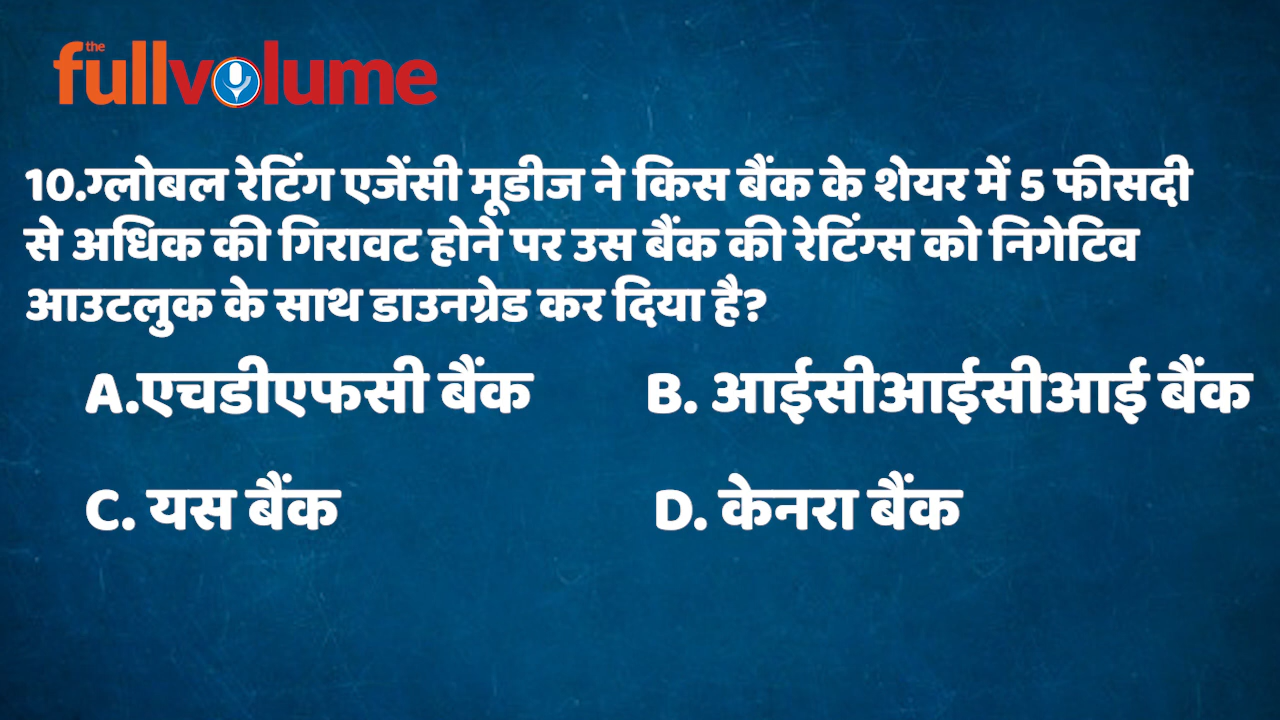 the
fullvolume
10.ग्लोबल रेटिंग एजेंसी मूडीज ने किस बैंक के शेयर में 5 फीसदी
से अधिक की गिरावट होने पर उस बैंक की रेटिंग्स को निगेटिव
आउटलुक के साथ डाउनग्रेड कर दिया है?
A.एचडीएफसी बैंक B. आईसीआईसीआई बैंक
C. यस बैंक D. केनरा बैंक